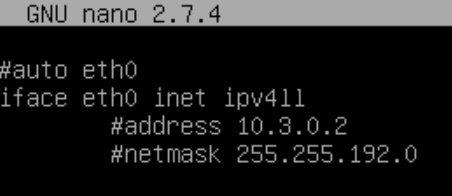 GNU nano 2.7.4
#auto eth0
iface eth0 inet ipv4ll
#address 10.3.0.2
#netmask 255.255.192.0